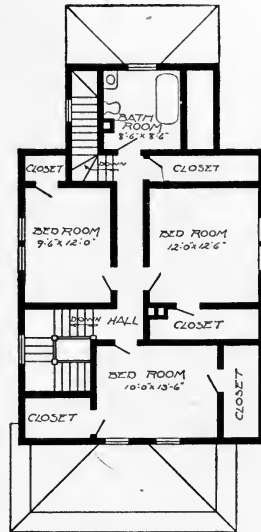 BATH
ROOM
8'-6" X 8'-6"
CLOSET
DOWN
CLOSET
BED ROOM
9'-6" X 12'-0"
BED ROOM
12'-0" X 12'-6"
DOWN
HALL
CLOSET
BED ROOM
10'-0" X 13'-6"
CLOSET
CLOSET